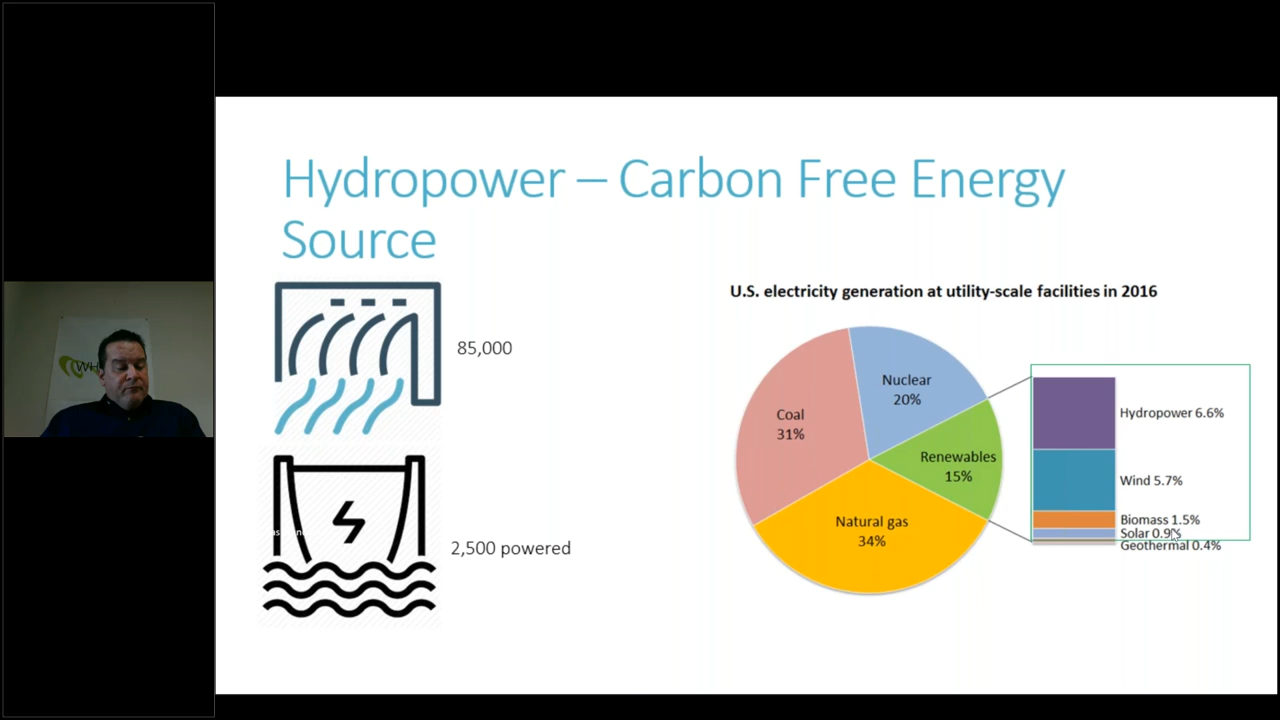 Hydropower – Carbon Free Energy
Source
U.S. electricity generation at utility-scale facilities in 2016
85,000
2,500 powered
Nuclear
20%
Coal
31%
Renewables
15%
Natural gas
34%
Hydropower 6.6%
Wind 5.7%
Biomass 1.5%
Solar 0.9%
Geothermal 0.4%
WH